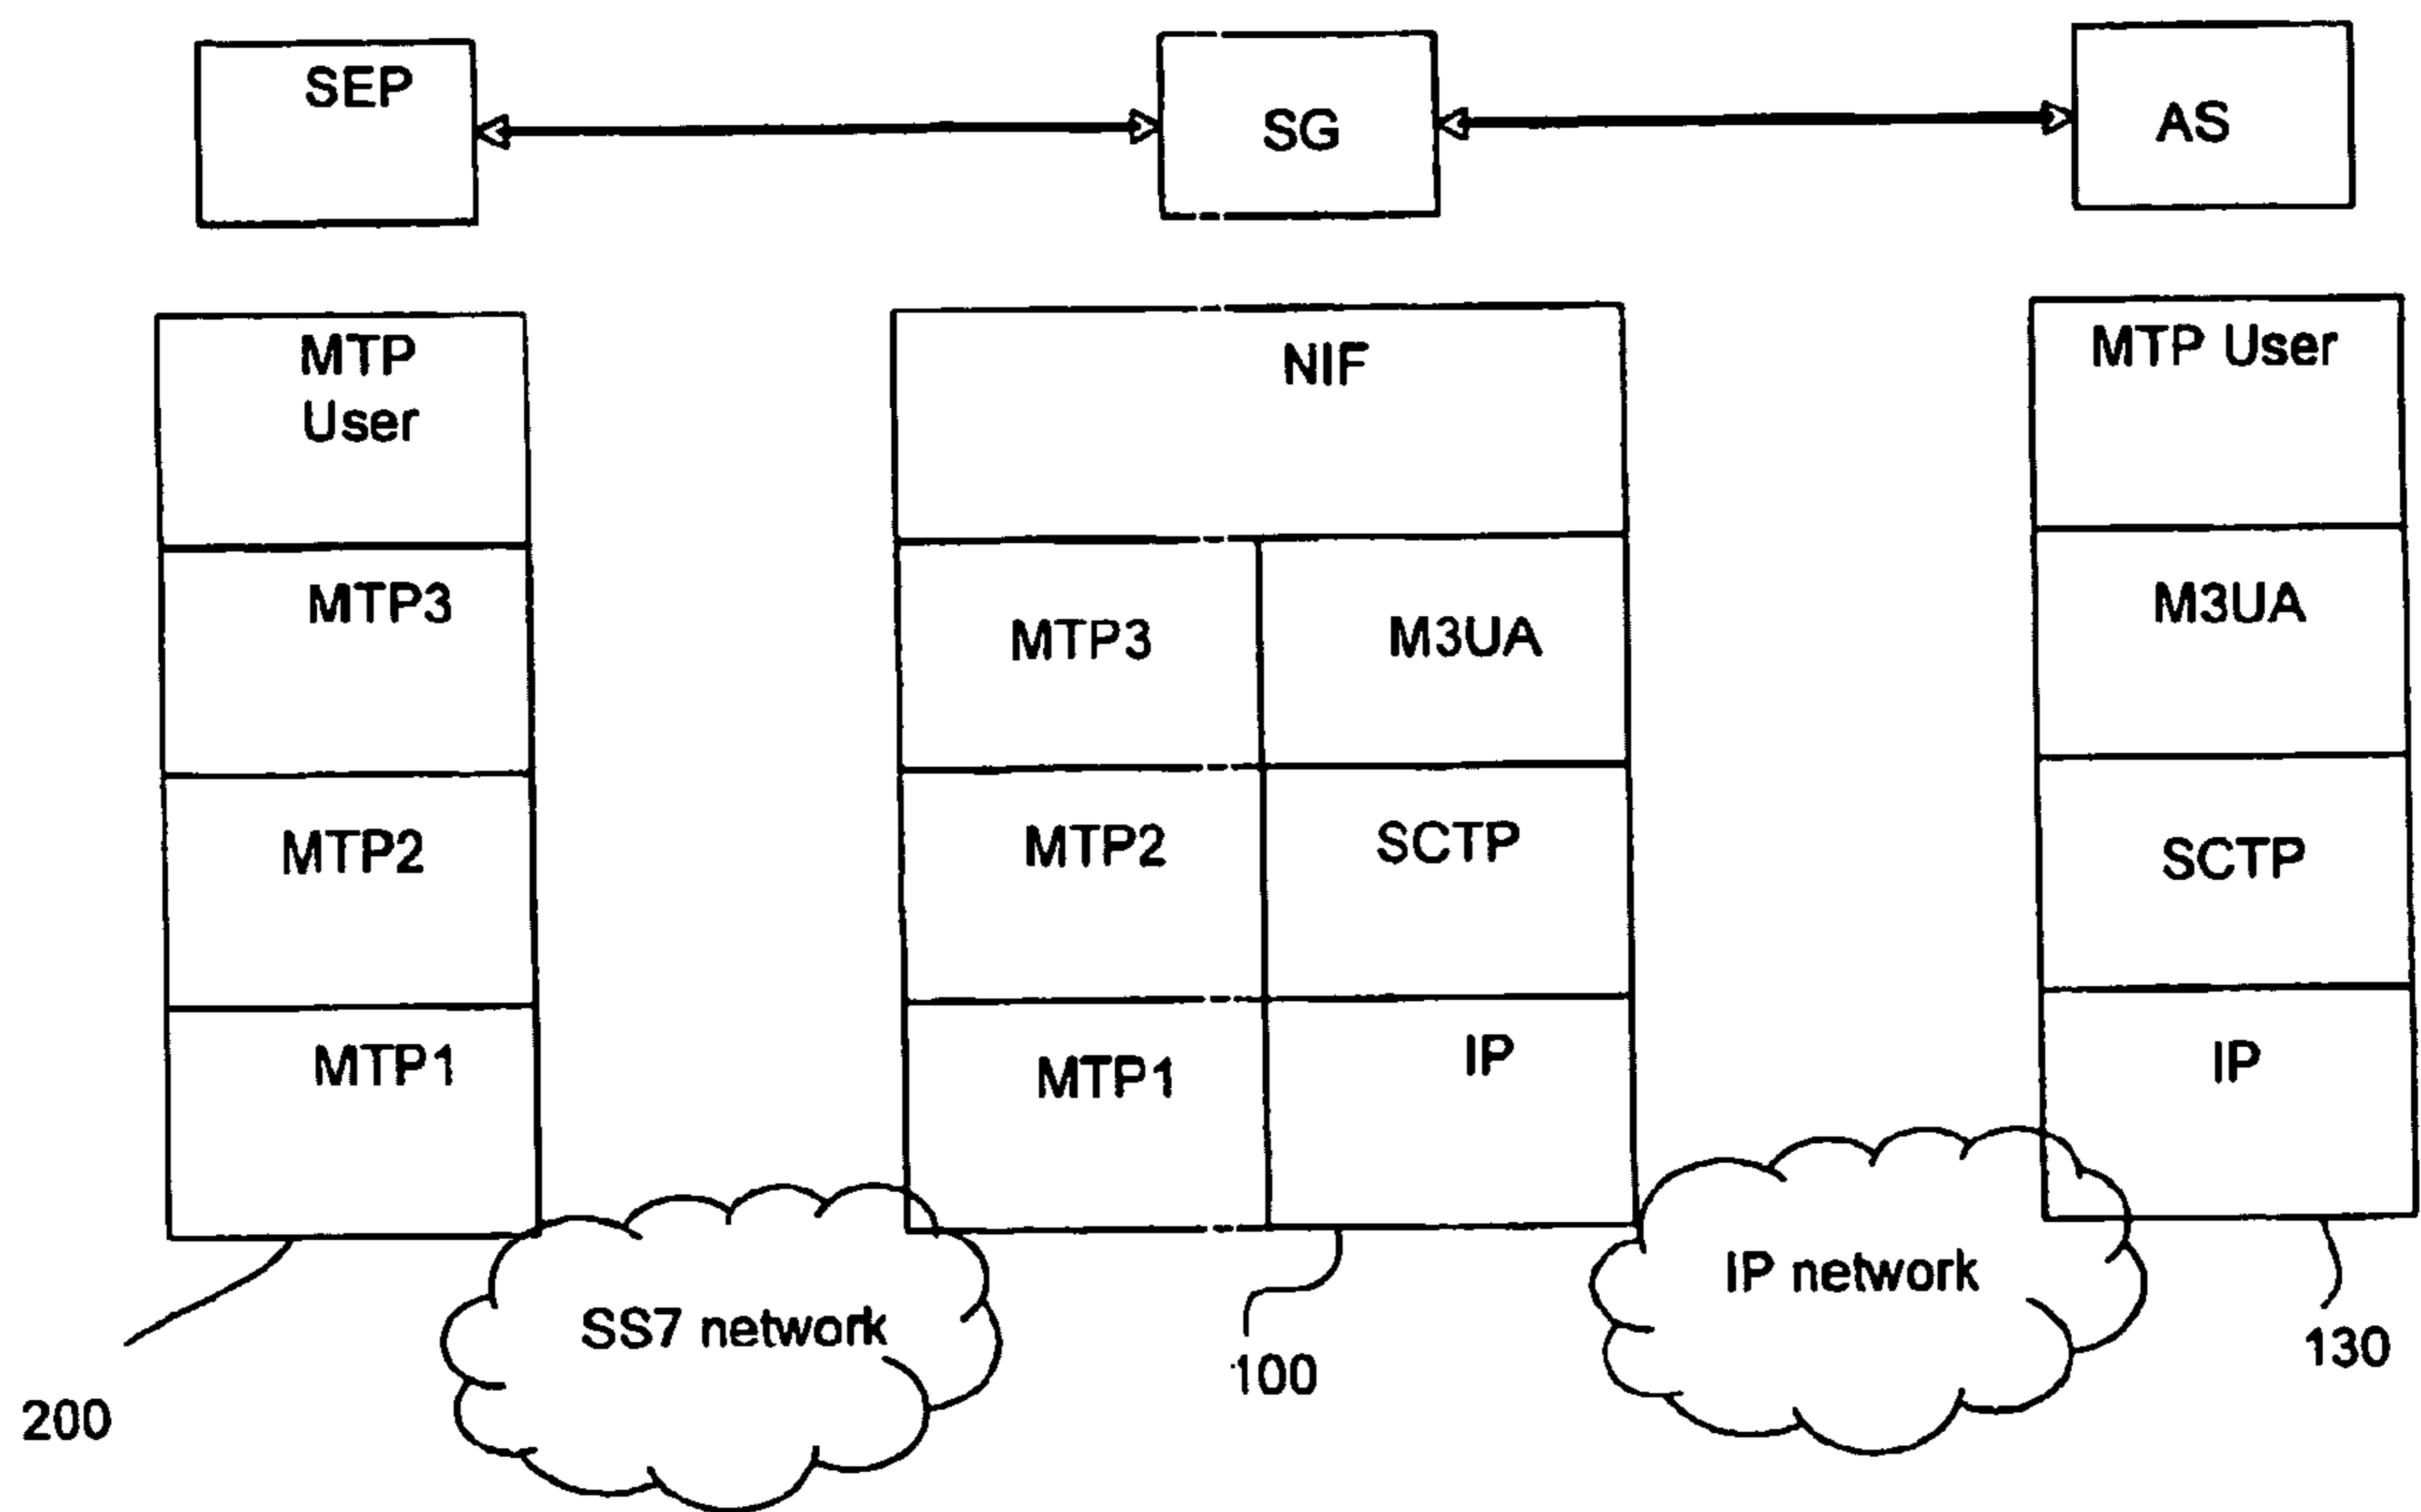 SEP
SG
AS
MTP
User
MTP3
MTP2
MTP1
NIF
MTP3
M3UA
MTP2
SCTP
MTP1
IP
MTP User
M3UA
SCTP
IP
SS7 network
IP network
200
100
130